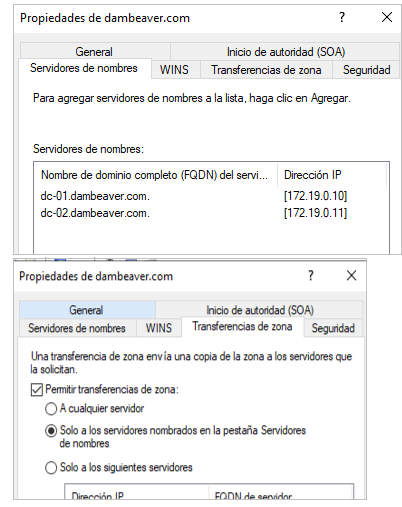 Propiedades de dambeaver.com
General Inicio de autoridad (SOA)
Servidores de nombres WINS Transferencias de zona Seguridad
Para agregar servidores de nombres a la lista, haga clic en Agregar.
Servidores de nombres:
Nombre de dominio completo (FQDN) del servi... Dirección IP
dc-01.dambeaver.com. [172.19.0.10]
dc-02.dambeaver.com. [172.19.0.11]
Propiedades de dambeaver.com
General Inicio de autoridad (SOA)
Servidores de nombres WINS Transferencias de zona Seguridad
Una transferencia de zona envía una copia de la zona a los servidores que
la solicitan.
Permitir transferencias de zona:
A cualquier servidor
Solo a los servidores nombrados en la pestaña Servidores
de nombres
Solo a los siguientes servidores
Dirección IP FQDN de servidor